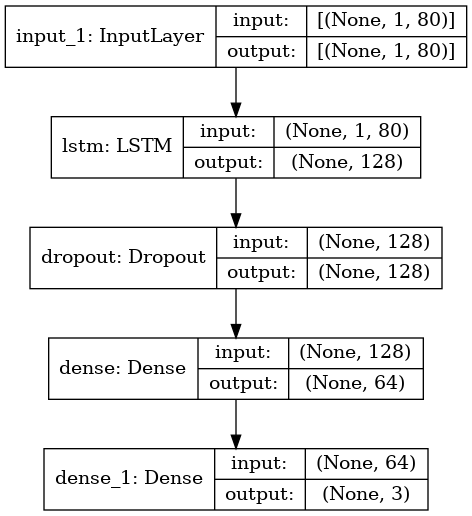 input_1: InputLayer
input: [(None, 1, 80)]
output: [(None, 1, 80)]
lstm: LSTM
input: (None, 1, 80)
output: (None, 128)
dropout: Dropout
input: (None, 128)
output: (None, 128)
dense: Dense
input: (None, 128)
output: (None, 64)
dense_1: Dense
input: (None, 64)
output: (None, 3)